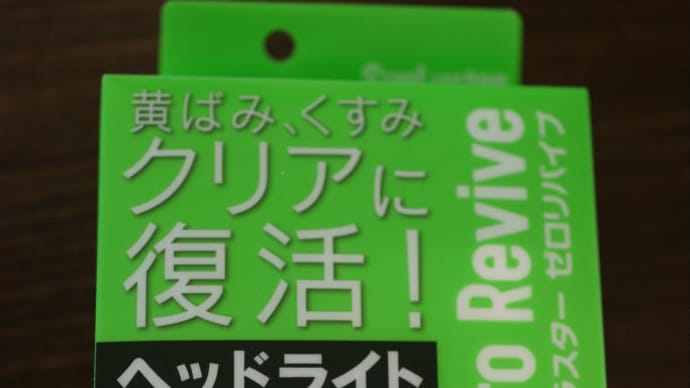 黄ばみ、くすみ
クリアに
復活!
ヘッドライト
ro Revive
ラスター ゼロリバイブ